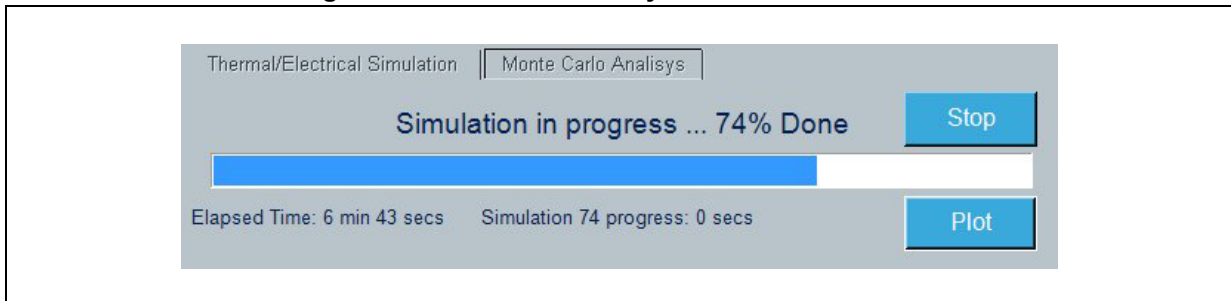 Thermal/Electrical Simulation Monte Carlo Analisys
Simulation in progress ... 74% Done Stop
Elapsed Time: 6 min 43 secs Simulation 74 progress: 0 secs Plot